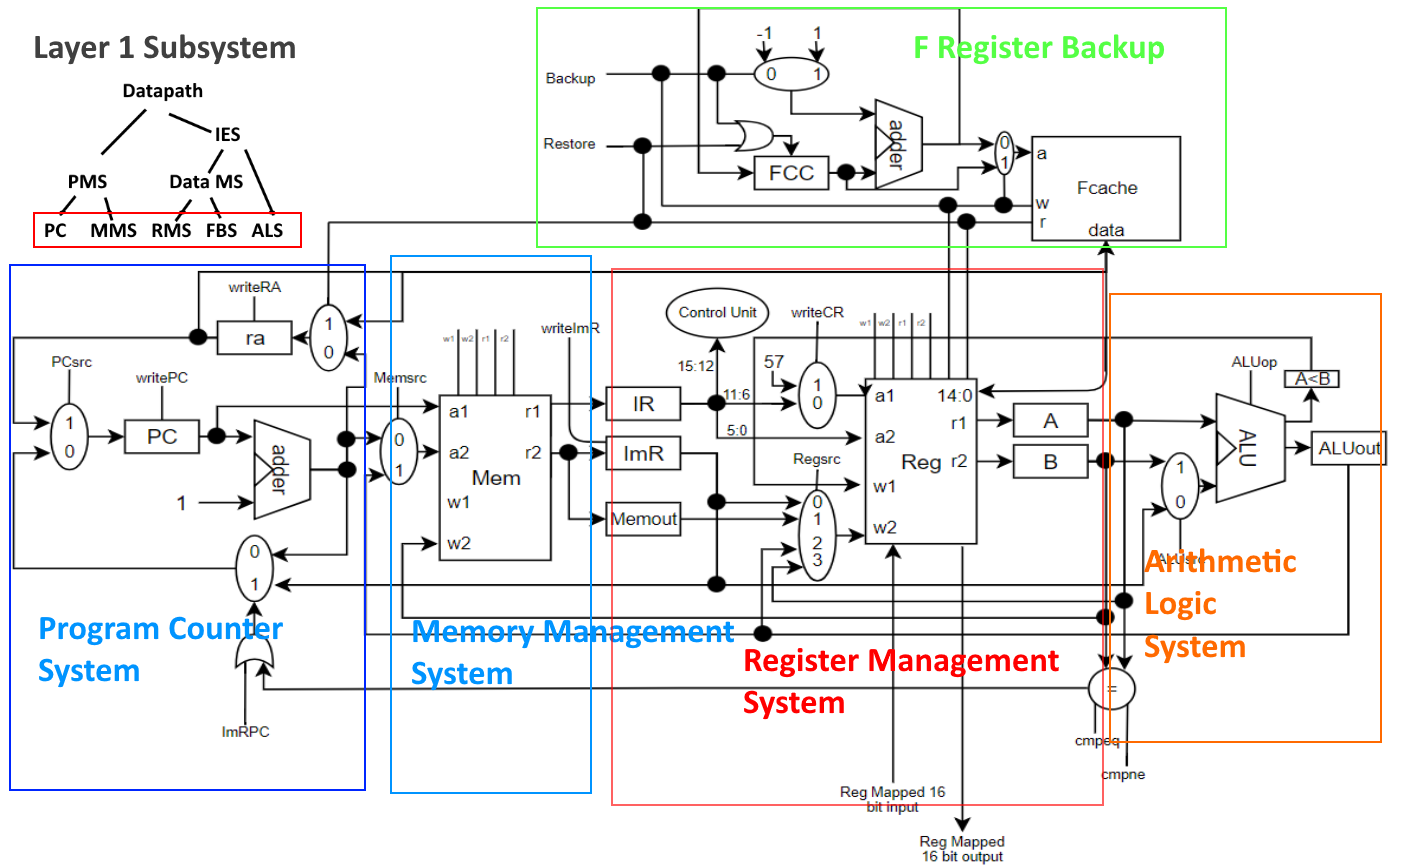 Layer 1 Subsystem
F Register Backup
Datapath
IES
PMS
Data MS
PC
MMS
RMS
FBS
ALS
-1
1
Backup
0
1
Restore
adder
FCC
0
1
a
Fcache
w
r
data
writeRA
ra
1
0
PCsrc
writePC
1
0
PC
adder
1
0
1
Memsrc
0
1
w1
w2
r1
r2
writeImR
a1
r1
a2
r2
Mem
w1
w2
Control Unit
15:12
IR
11:6
5:0
ImR
Memout
writeCR
57
1
0
Regsrc
0
1
2
3
w1
w2
r1
r2
a1
14:0
r1
a2
Reg
r2
w1
w2
A
B
ALUop
A<B
ALU
ALUout
1
0
Arithmetic
Logic
System
Program Counter
System
Memory Management
System
Register Management
System
ImRPC
=
cmpeq
cmpne
Reg Mapped 16
bit input
Reg Mapped
16 bit output